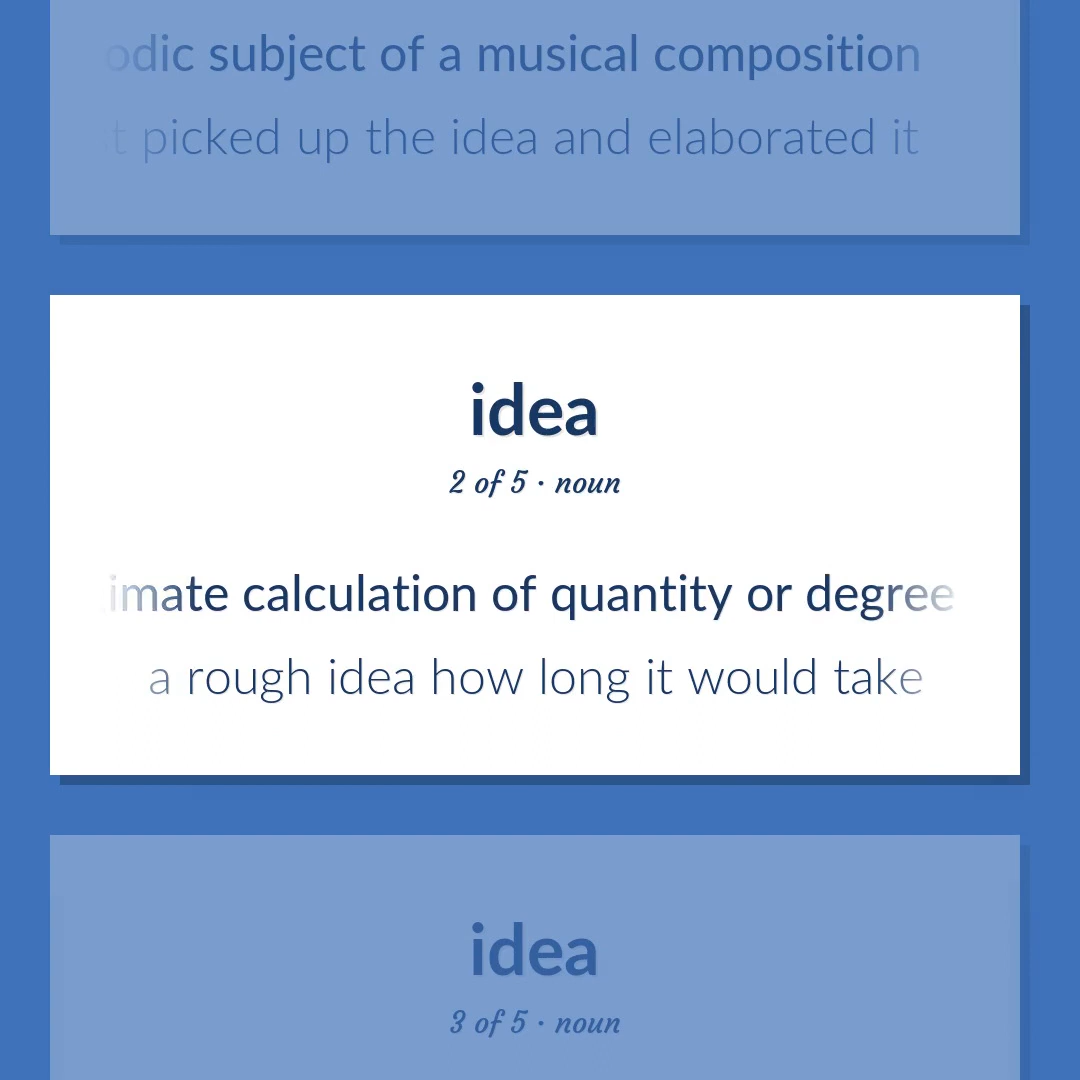 odic subject of a musical composition
t picked up the idea and elaborated it
idea
2 of 5 · noun
imate calculation of quantity or degree
a rough idea how long it would take
idea
3 of 5 · noun